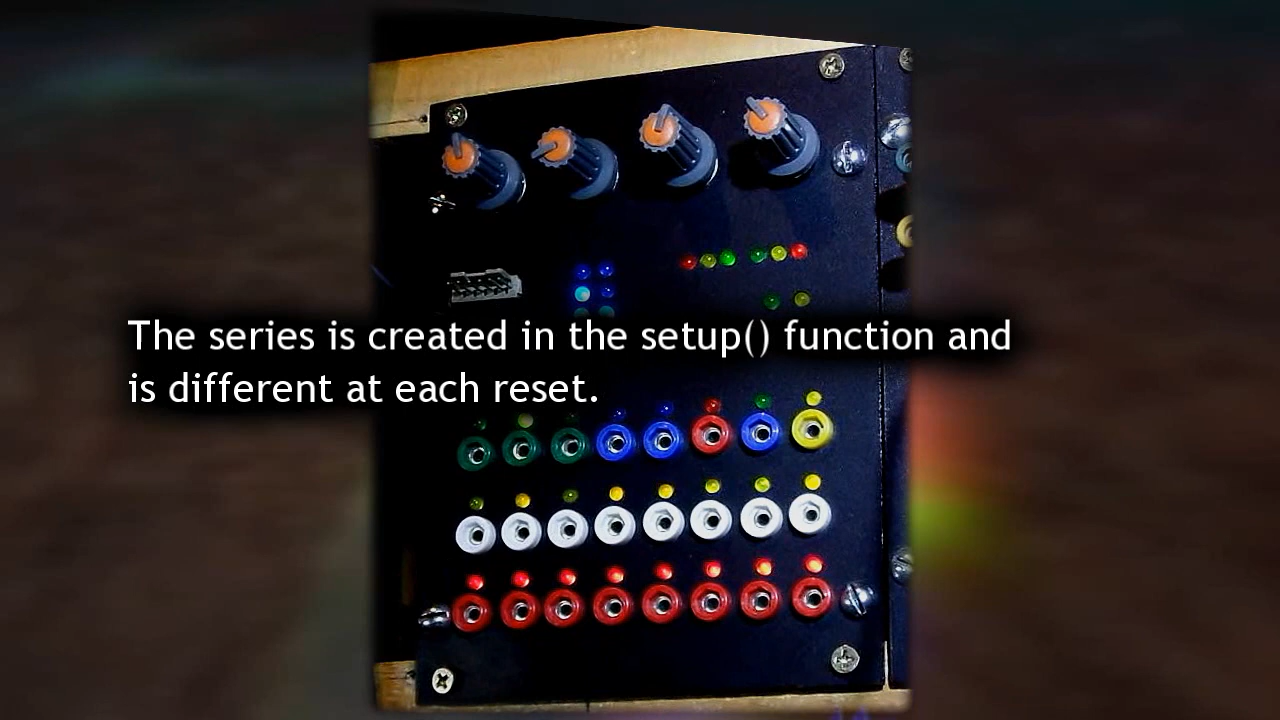 The series is created in the setup() function and
is different at each reset.